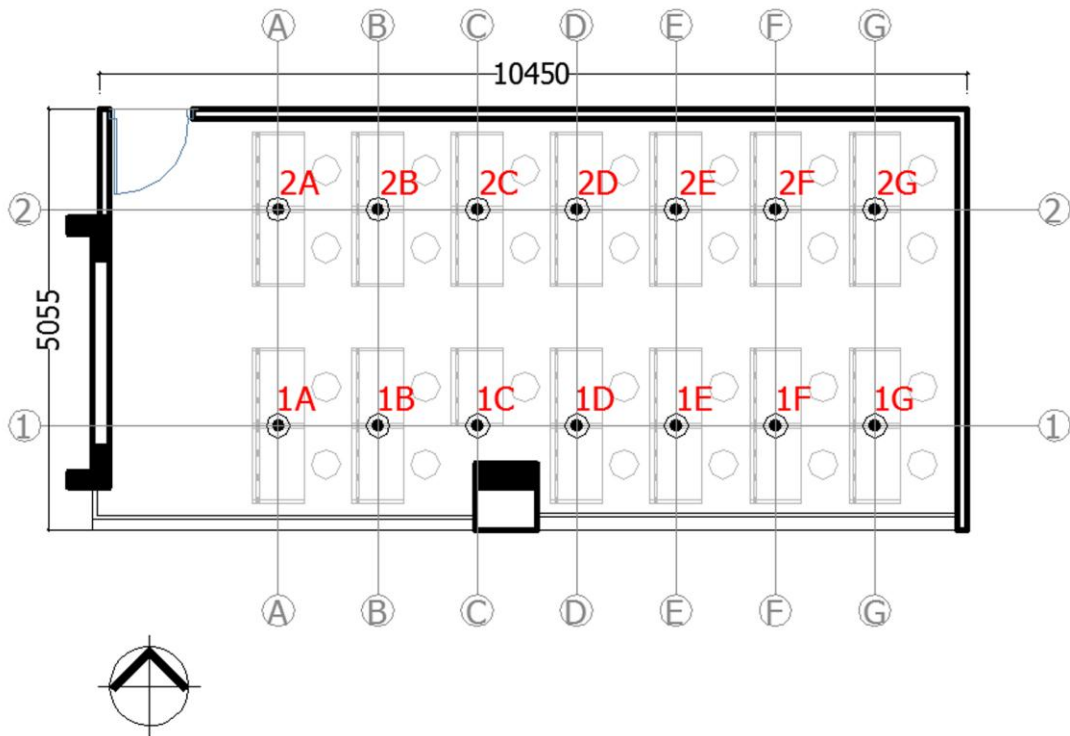 A B C D E F G
10450
2A 2B 2C 2D 2E 2F 2G
2 2
5055
1A 1B 1C 1D 1E 1F 1G
1 1
A B C D E F G